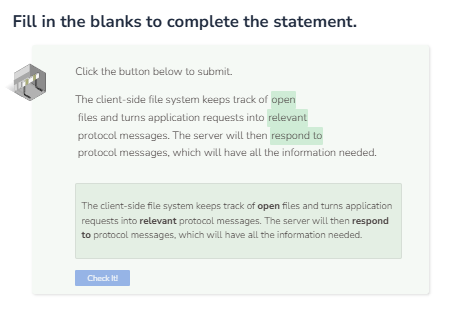 Fill in the blanks to complete the statement.
Click the button below to submit.
The client-side file system keeps track of open
files and turns application requests into relevant
protocol messages. The server will then respond to
protocol messages, which will have all the information needed.
The client-side file system keeps track of open files and turns application
requests into relevant protocol messages. The server will then respond
to protocol messages, which will have all the information needed.
Check It!